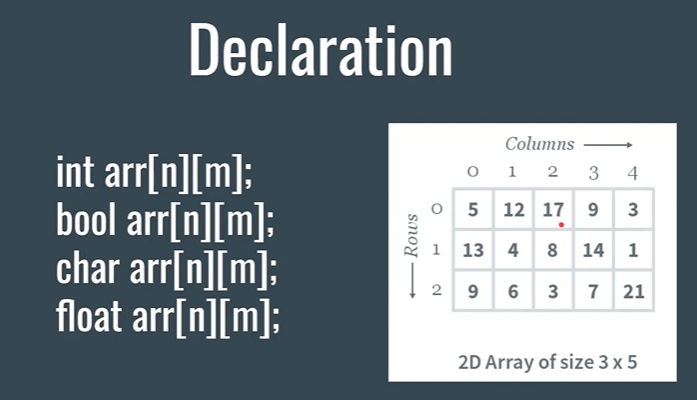 Declaration
int arr[n][m];
bool arr[n][m];
char arr[n][m];
float arr[n][m];
Columns
0 1 2 3 4
Rows
0 5 12 17 9 3
1 13 4 8 14 1
2 9 6 3 7 21
2D Array of size 3 x 5